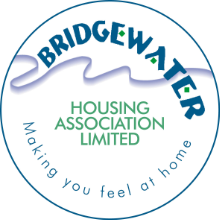 BRIDGEWATER
HOUSING
ASSOCIATION
LIMITED
Making you feel at home